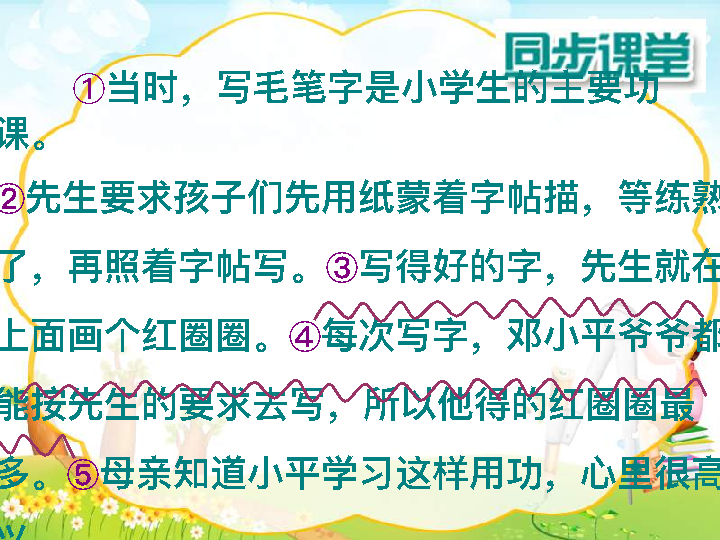 同步课堂
①当时，写毛笔字是小学生的主要功
课。
②先生要求孩子们先用纸蒙着字帖描，等练熟
了，再照着字帖写。③写得好的字，先生就在
上面画个红圈圈。④每次写字，邓小平爷爷都
能按先生的要求去写，所以他得的红圈圈最
多。⑤母亲知道小平学习这样用功，心里很高